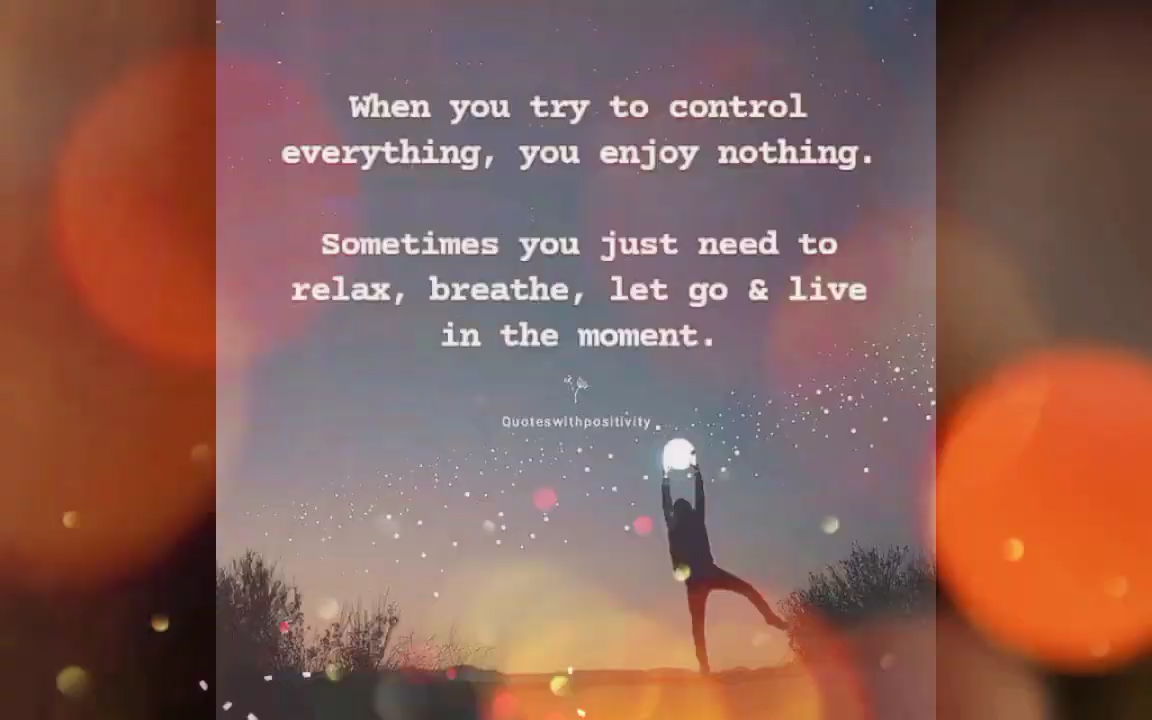 When you try to control
everything, you enjoy nothing.
Sometimes you just need to
relax, breathe, let go & live
in the moment.
Quoteswithpositivity